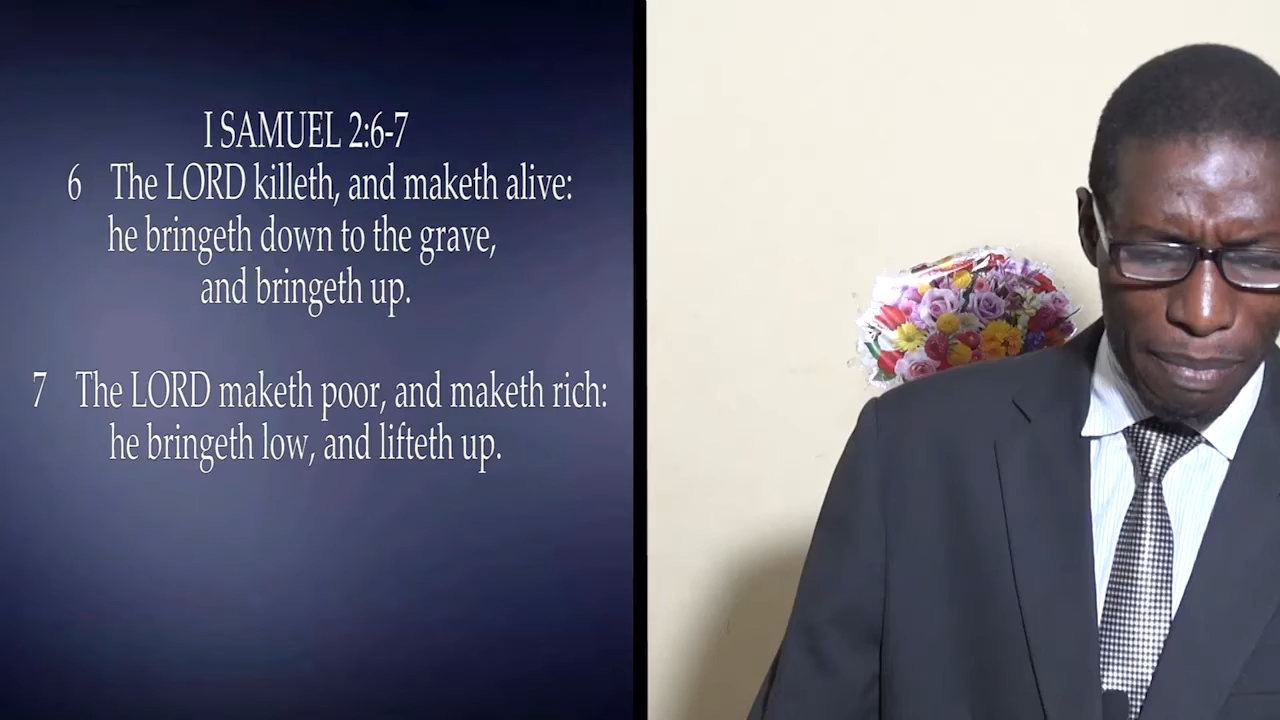 I SAMUEL 2:6-7
6 The LORD killeth, and maketh alive:
he bringeth down to the grave,
and bringeth up.
7 The LORD maketh poor, and maketh rich:
he bringeth low, and lifteth up.